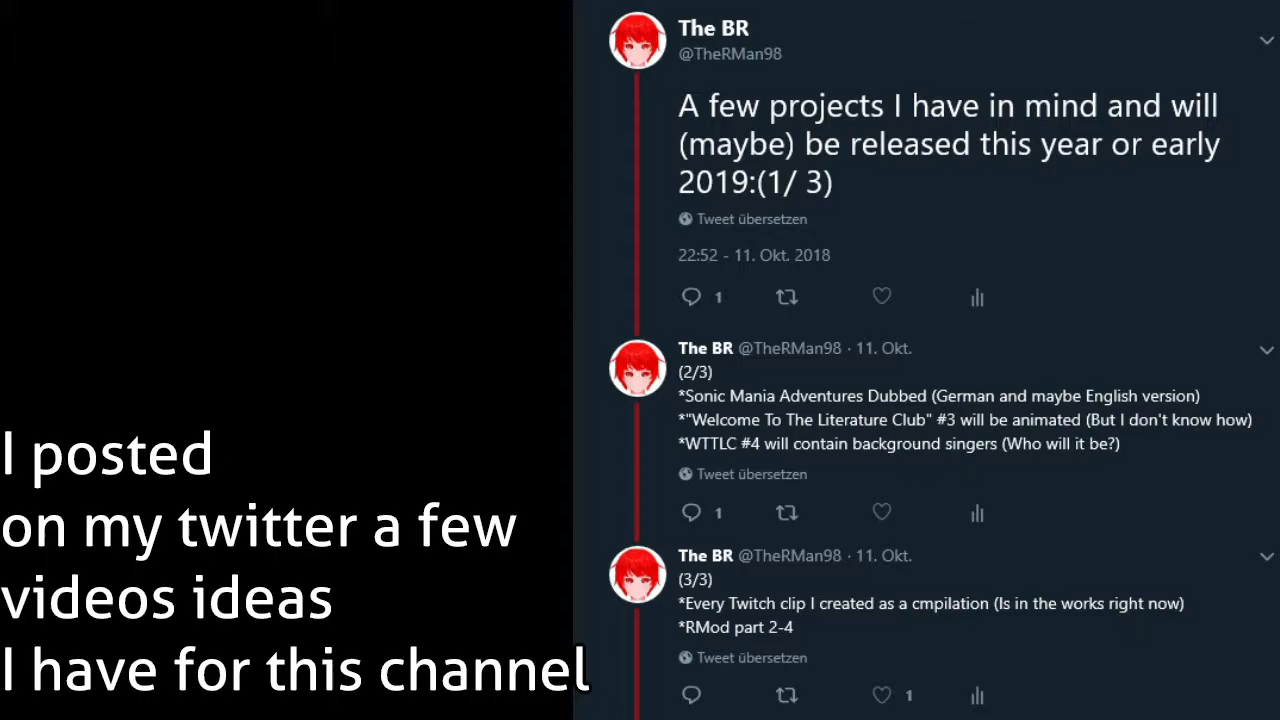 The BR
@TheRMan98
A few projects I have in mind and will
(maybe) be released this year or early
2019:(1/ 3)
Tweet übersetzen
22:52 - 11. Okt. 2018
1
The BR @TheRMan98 · 11. Okt.
(2/3)
*Sonic Mania Adventures Dubbed (German and maybe English version)
*"Welcome To The Literature Club" #3 will be animated (But I don't know how)
*WTTLC #4 will contain background singers (Who will it be?)
Tweet übersetzen
1
The BR @TheRMan98 · 11. Okt.
(3/3)
*Every Twitch clip I created as a cmpilation (Is in the works right now)
*RMod part 2-4
Tweet übersetzen
1
I posted
on my twitter a few
videos ideas
I have for this channel